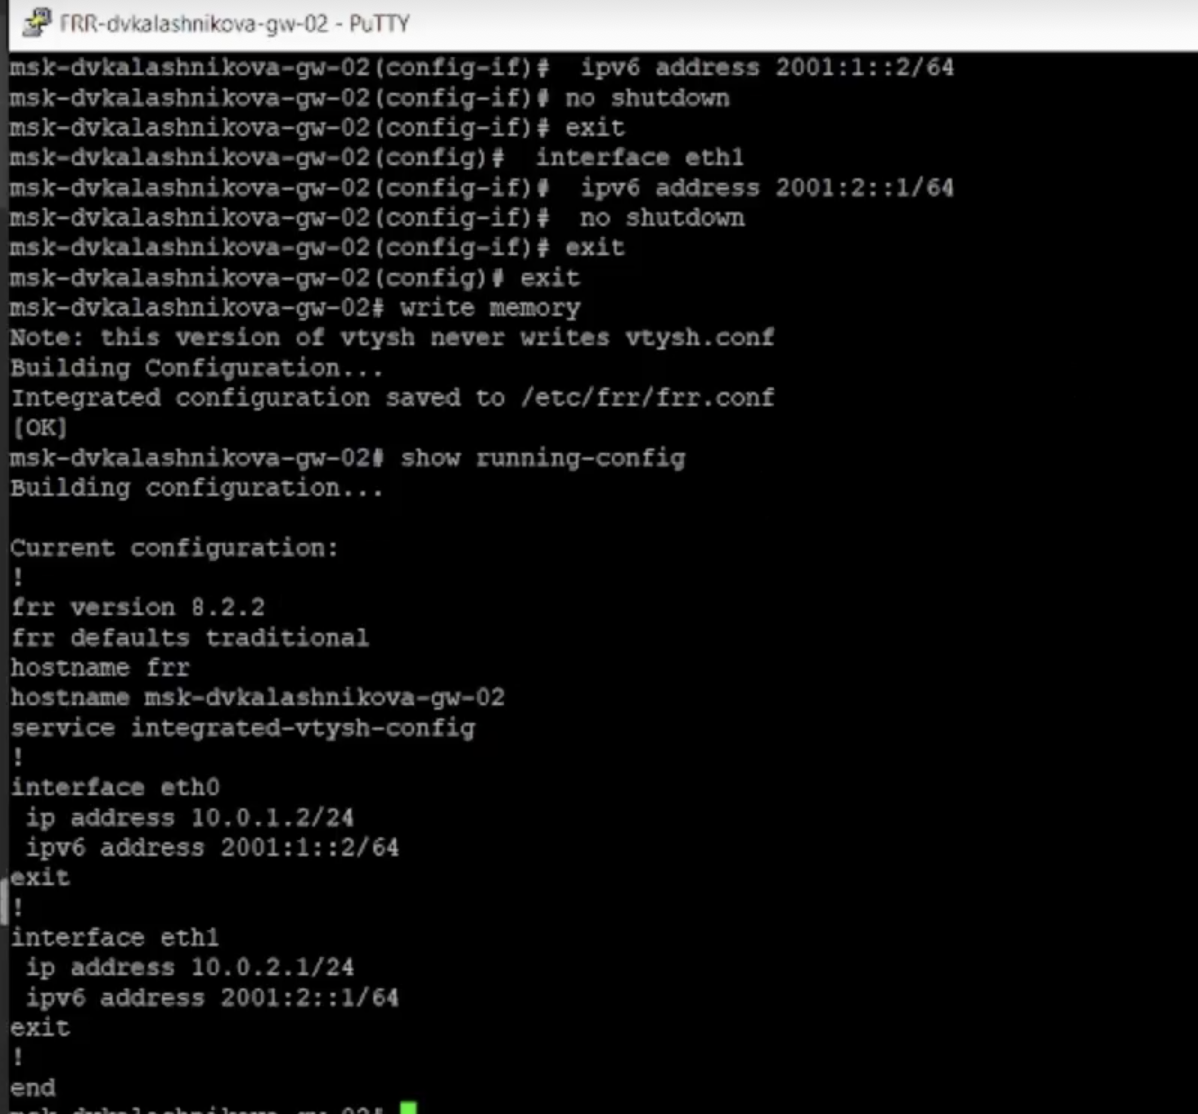 FRR-dvkalashnikova-gw-02 - PuTTY
msk-dvkalashnikova-gw-02(config-if)#  ipv6 address 2001:1::2/64
msk-dvkalashnikova-gw-02(config-if)# no shutdown
msk-dvkalashnikova-gw-02(config-if)# exit
msk-dvkalashnikova-gw-02(config)#  interface eth1
msk-dvkalashnikova-gw-02(config-if)#  ipv6 address 2001:2::1/64
msk-dvkalashnikova-gw-02(config-if)#  no shutdown
msk-dvkalashnikova-gw-02(config-if)# exit
msk-dvkalashnikova-gw-02(config)# exit
msk-dvkalashnikova-gw-02# write memory
Note: this version of vtysh never writes vtysh.conf
Building Configuration...
Integrated configuration saved to /etc/frr/frr.conf
[OK]
msk-dvkalashnikova-gw-02# show running-config
Building configuration...

Current configuration:
!
frr version 8.2.2
frr defaults traditional
hostname frr
hostname msk-dvkalashnikova-gw-02
service integrated-vtysh-config
!
interface eth0
 ip address 10.0.1.2/24
 ipv6 address 2001:1::2/64
exit
!
interface eth1
 ip address 10.0.2.1/24
 ipv6 address 2001:2::1/64
exit
!
end
msk-dvkalashnikova-gw-02#